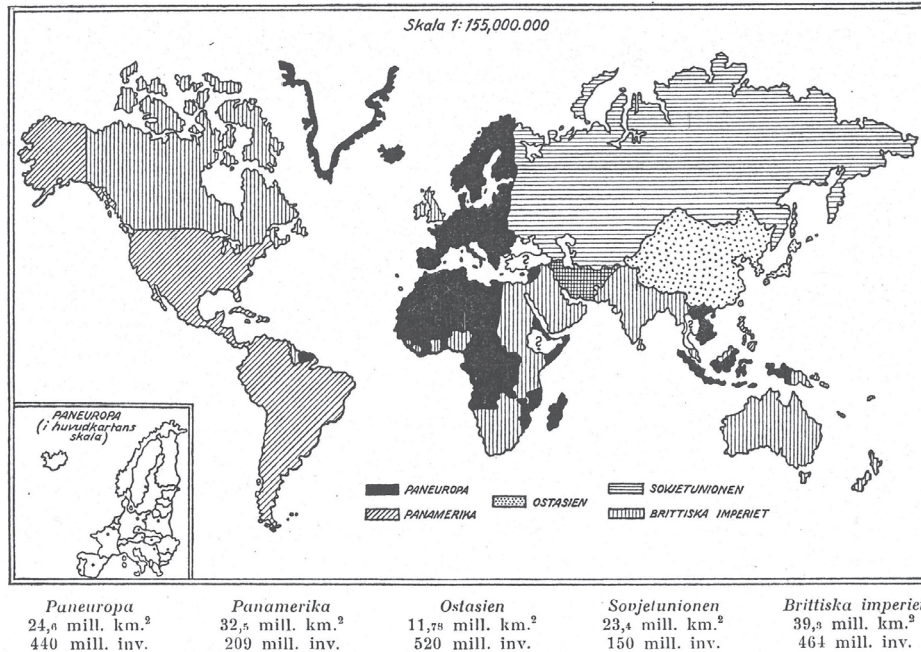 Skala 1:155,000.000
?
?
?
PANEUROPA
(i huvudkartans
skala)
PANEUROPA
PANAMERIKA
OSTASIEN
SOWJETUNIONEN
BRITTISKA IMPERIET
Paneuropa
24,6 mill. km.²
440 mill. inv.
Panamerika
32,5 mill. km.²
209 mill. inv.
Ostasien
11,78 mill. km.²
520 mill. inv.
Sovjetunionen
23,4 mill. km.²
150 mill. inv.
Brittiska imperiet
39,3 mill. km.²
464 mill. inv.